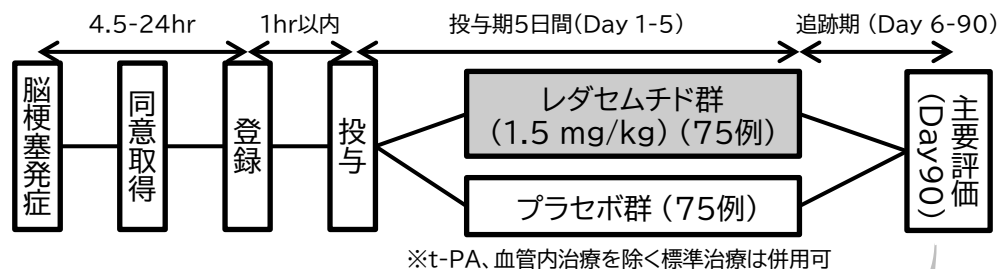 4.5-24hr
1hr以内
投与期5日間(Day 1-5)
追跡期 (Day 6-90)
脳梗塞発症
同意取得
登録
投与
レダセムチド群
(1.5 mg/kg) (75例)
プラセボ群 (75例)
主要評価
(Day90)
※t-PA、血管内治療を除く標準治療は併用可